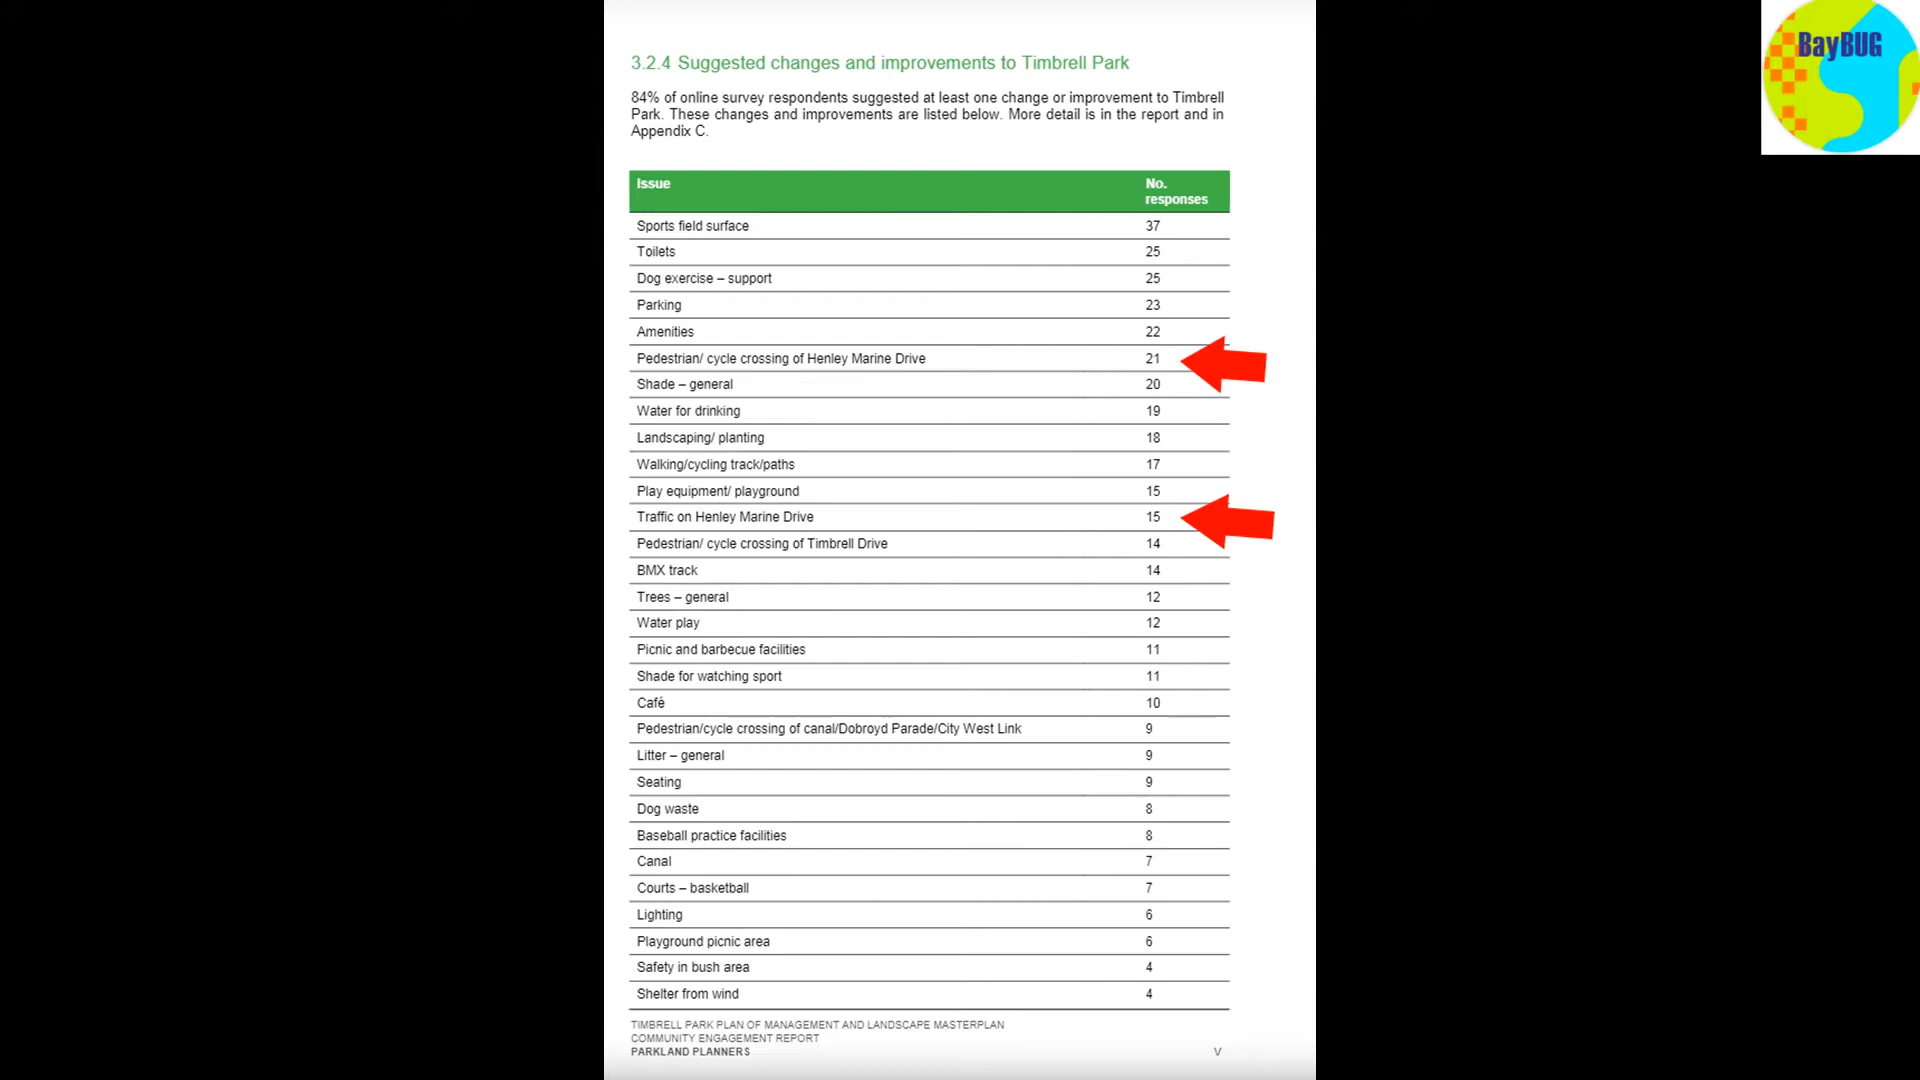 BayBUG
3.2.4 Suggested changes and improvements to Timbrell Park
84% of online survey respondents suggested at least one change or improvement to Timbrell
Park. These changes and improvements are listed below. More detail is in the report and in
Appendix C.
Issue No. responses
Sports field surface 37
Toilets 25
Dog exercise – support 25
Parking 23
Amenities 22
Pedestrian/ cycle crossing of Henley Marine Drive 21
Shade – general 20
Water for drinking 19
Landscaping/ planting 18
Walking/cycling track/paths 17
Play equipment/ playground 15
Traffic on Henley Marine Drive 15
Pedestrian/ cycle crossing of Timbrell Drive 14
BMX track 14
Trees – general 12
Water play 12
Picnic and barbecue facilities 11
Shade for watching sport 11
Café 10
Pedestrian/cycle crossing of canal/Dobroyd Parade/City West Link 9
Litter – general 9
Seating 9
Dog waste 8
Baseball practice facilities 8
Canal 7
Courts – basketball 7
Lighting 6
Playground picnic area 6
Safety in bush area 4
Shelter from wind 4
TIMBRELL PARK PLAN OF MANAGEMENT AND LANDSCAPE MASTERPLAN
COMMUNITY ENGAGEMENT REPORT
PARKLAND PLANNERS V